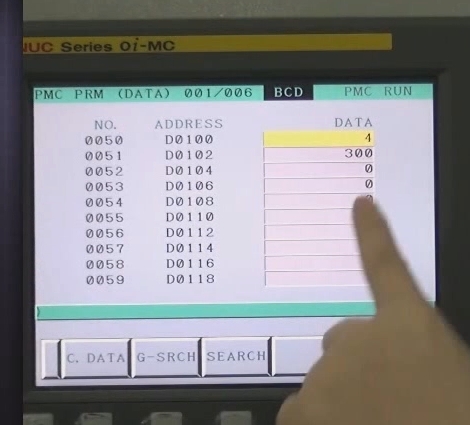 UC Series 0i-MC
PMC PRM (DATA) 001/006 BCD PMC RUN
NO. ADDRESS DATA
0050 D0100 4
0051 D0102 300
0052 D0104 0
0053 D0106 0
0054 D0108
0055 D0110
0056 D0112
0057 D0114
0058 D0116
0059 D0118
C. DATA G-SRCH SEARCH